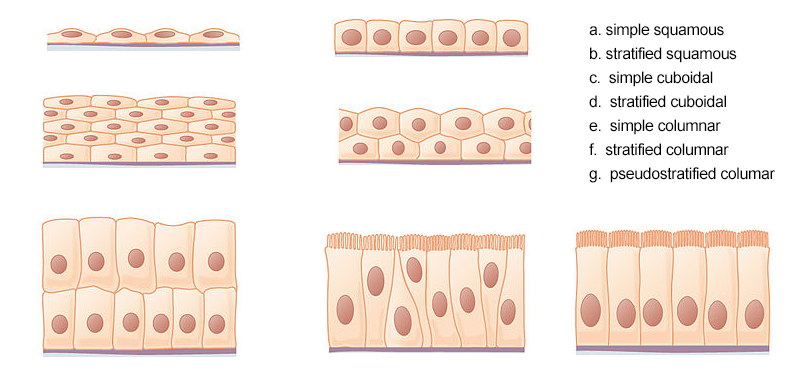 a. simple squamous
b. stratified squamous
c. simple cuboidal
d. stratified cuboidal
e. simple columnar
f. stratified columnar
g. pseudostratified columar